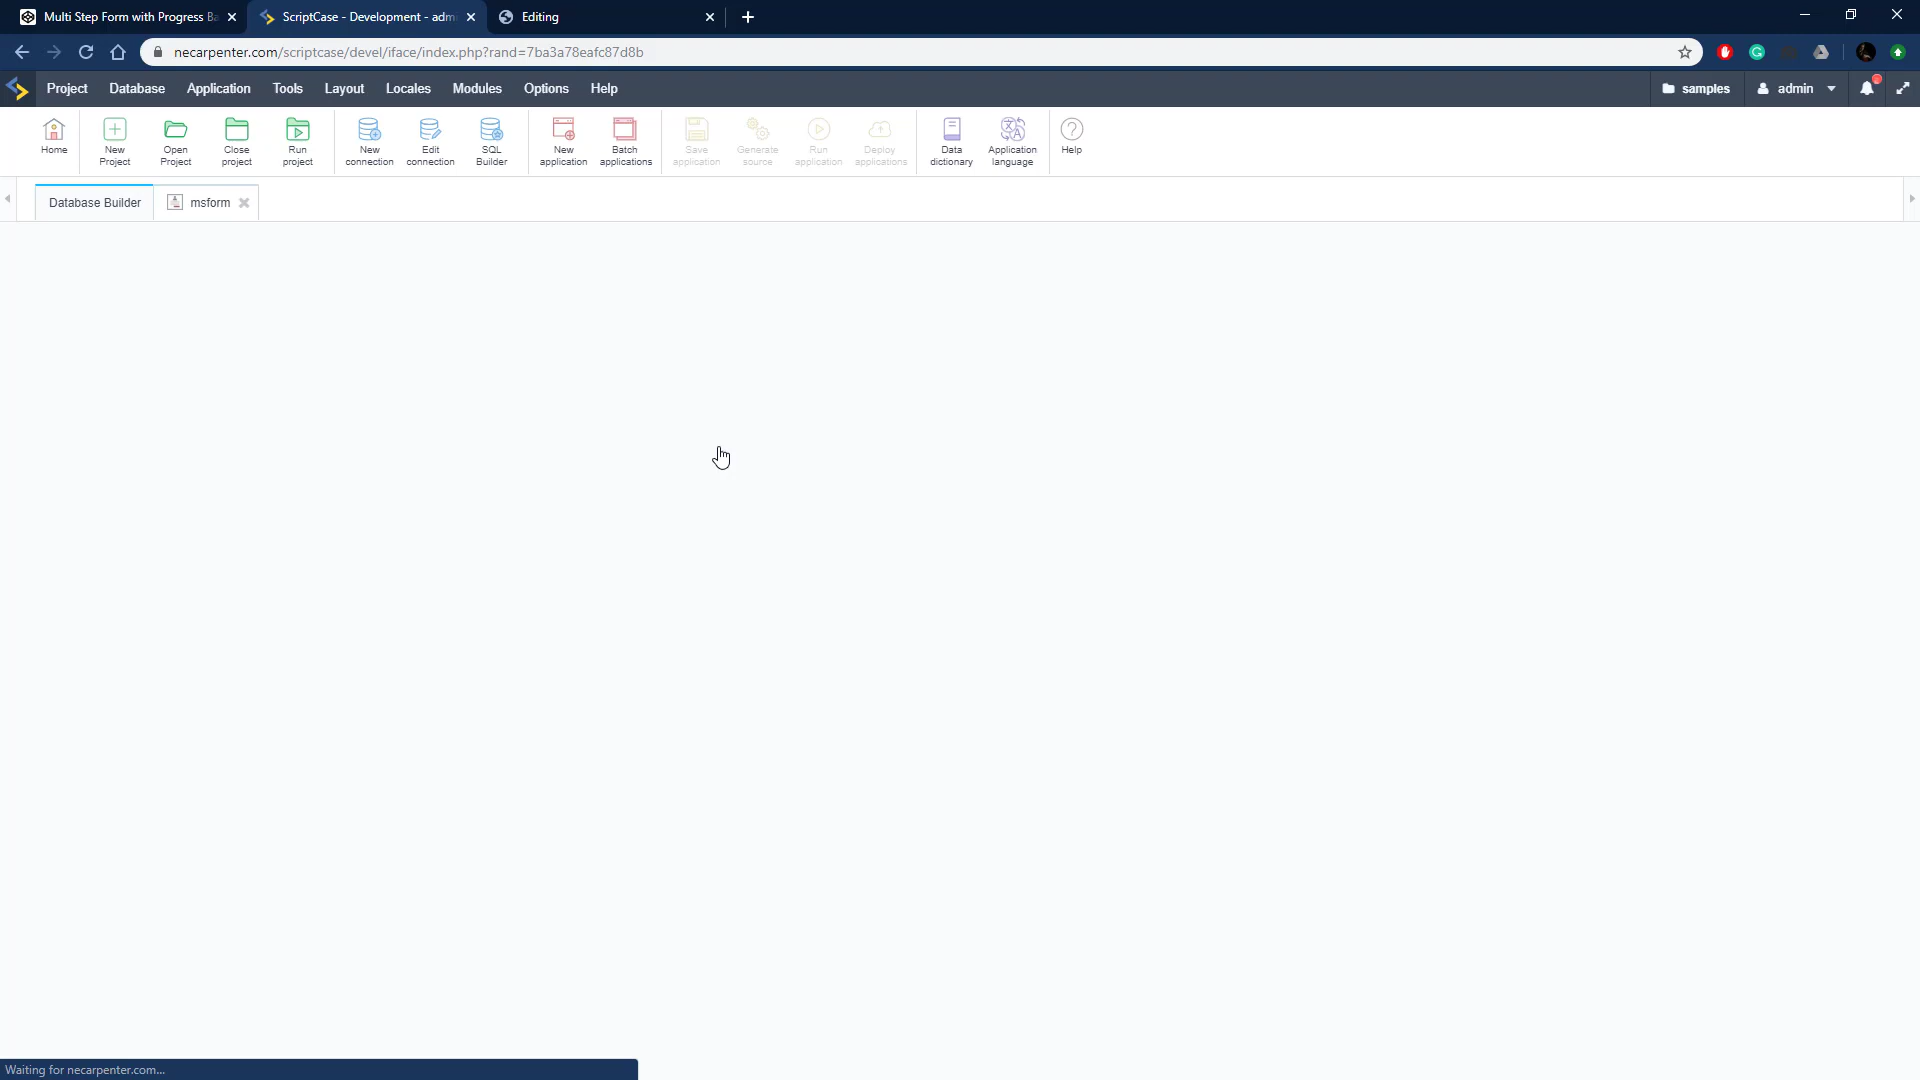 Multi Step Form with Progress Ba
ScriptCase - Development - adm
Editing
necarpenter.com/scriptcase/devel/iface/index.php?rand=7ba3a78eafc87d8b
Project Database Application Tools Layout Locales Modules Options Help
samples
admin
Home
New
Project
Open
Project
Close
project
Run
project
New
connection
Edit
connection
SQL
Builder
New
application
Batch
applications
Save
application
Generate
source
Run
application
Deploy
applications
Data
dictionary
Application
language
Help
Database Builder
msform
Waiting for necarpenter.com...